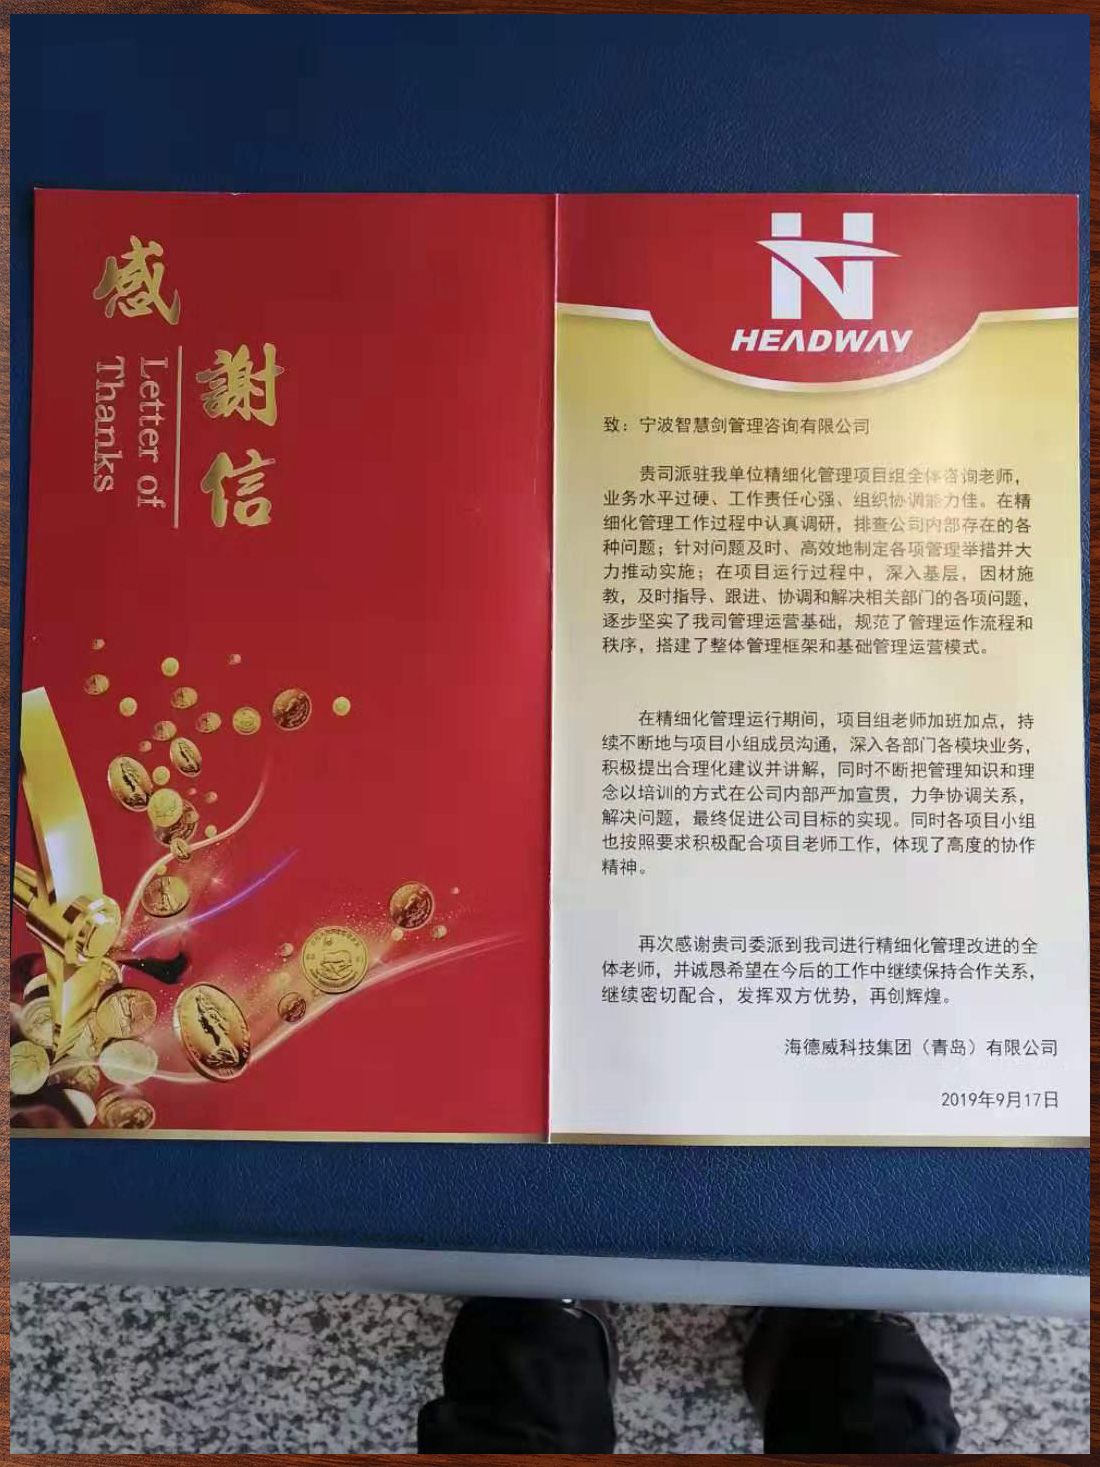 感謝信
Letter of
Thanks
HEADWAY
致：宁波智慧剑管理咨询有限公司
贵司派驻我单位精细化管理项目组全体咨询老师，
业务水平过硬、工作责任心强、组织协调能力佳。在精
细化管理工作过程中认真调研，排查公司内部存在的各
种问题；针对问题及时、高效地制定各项管理举措并大
力推动实施；在项目运行过程中，深入基层，因材施
教，及时指导、跟进、协调和解决相关部门的各项问题，
逐步坚实了我司管理运营基础，规范了管理运作流程和
秩序，搭建了整体管理框架和基础管理运营模式。
在精细化管理运行期间，项目组老师加班加点，持
续不断地与项目小组成员沟通，深入各部门各模块业务，
积极提出合理化建议并讲解，同时不断把管理知识和理
念以培训的方式在公司内部严加宣贯，力争协调关系，
解决问题，最终促进公司目标的实现。同时各项目小组
也按照要求积极配合项目老师工作，体现了高度的协作
精神。
再次感谢贵司委派到我司进行精细化管理改进的全
体老师，并诚恳希望在今后的工作中继续保持合作关系，
继续密切配合，发挥双方优势，再创辉煌。
海德威科技集团（青岛）有限公司
2019年9月17日